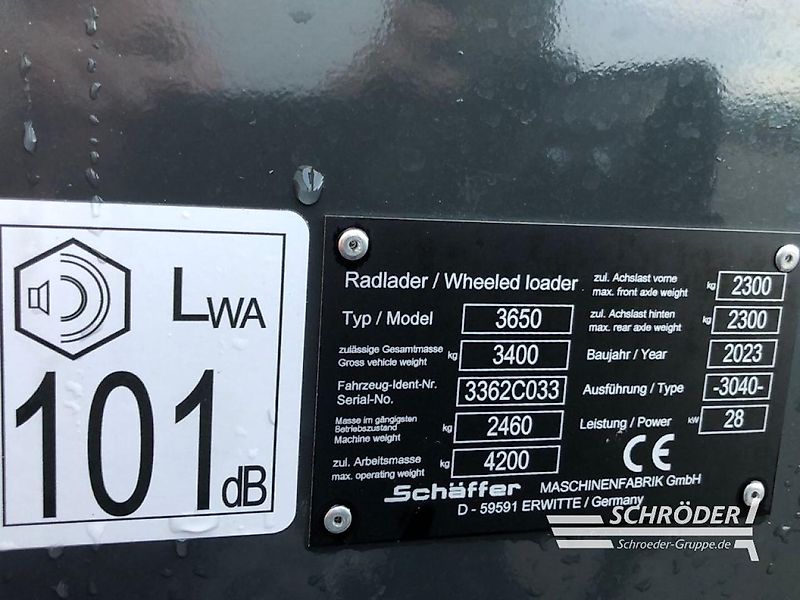 LWA
101 dB
Radlader / Wheeled loader
Typ / Model 3650
zulässige Gesamtmasse
Gross vehicle weight kg 3400
Fahrzeug-Ident-Nr.
Serial-No. 3362C033
Masse im gängigsten
Betriebszustand
Machine weight kg 2460
zul. Arbeitsmasse
max. operating weight kg 4200
zul. Achslast vorne
max. front axle weight kg 2300
zul. Achslast hinten
max. rear axle weight kg 2300
Baujahr / Year 2023
Ausführung / Type -3040-
Leistung / Power kW 28
CE
Schäffer MASCHINENFABRIK GmbH
D - 59591 ERWITTE / Germany
SCHRÖDER
Schroeder-Gruppe.de